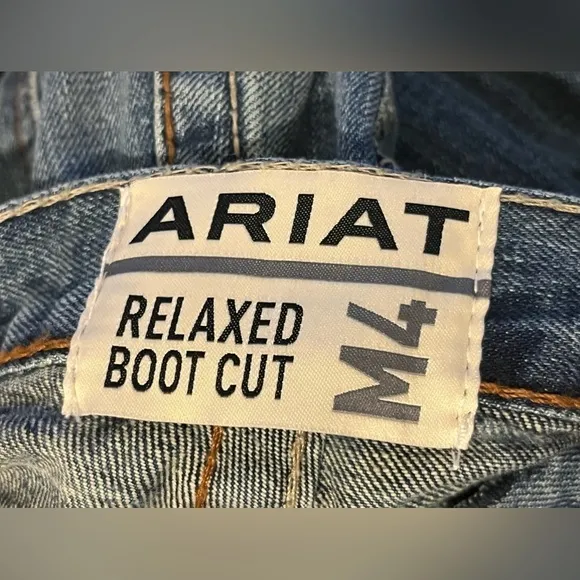 ARIAT
RELAXED
BOOT CUT
M4